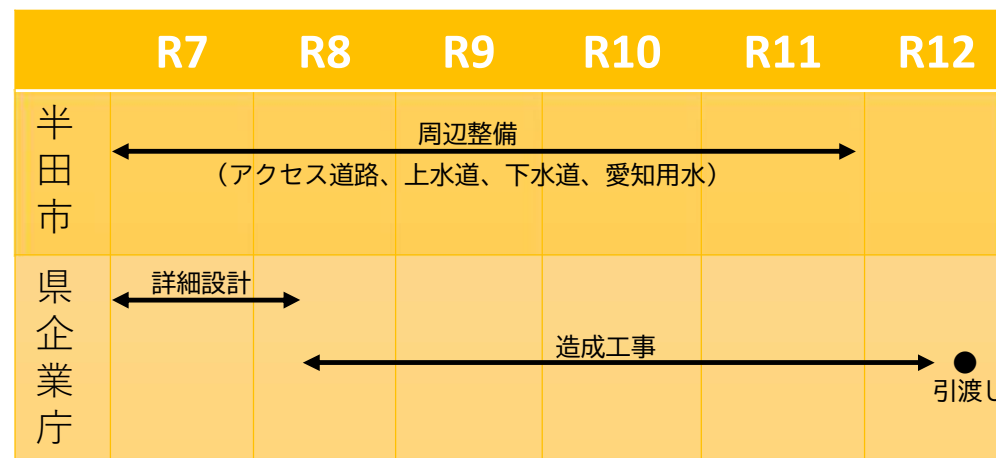 R7 R8 R9 R10 R11 R12
半田市
周辺整備
（アクセス道路、上水道、下水道、愛知用水）
県企業庁
詳細設計
造成工事
引渡し